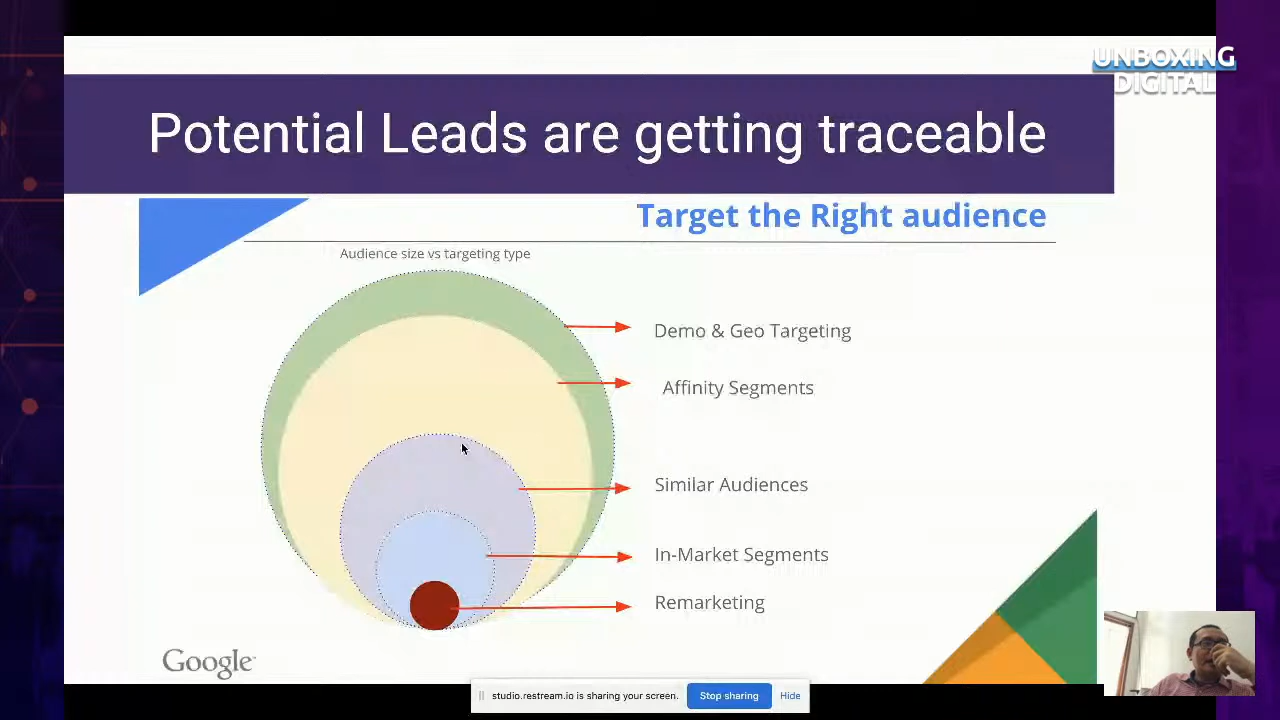 UNBOXING
DIGITAL
Potential Leads are getting traceable
Target the Right audience
Audience size vs targeting type
Demo & Geo Targeting
Affinity Segments
Similar Audiences
In-Market Segments
Remarketing
Google
studio.restream.io is sharing your screen.
Stop sharing
Hide